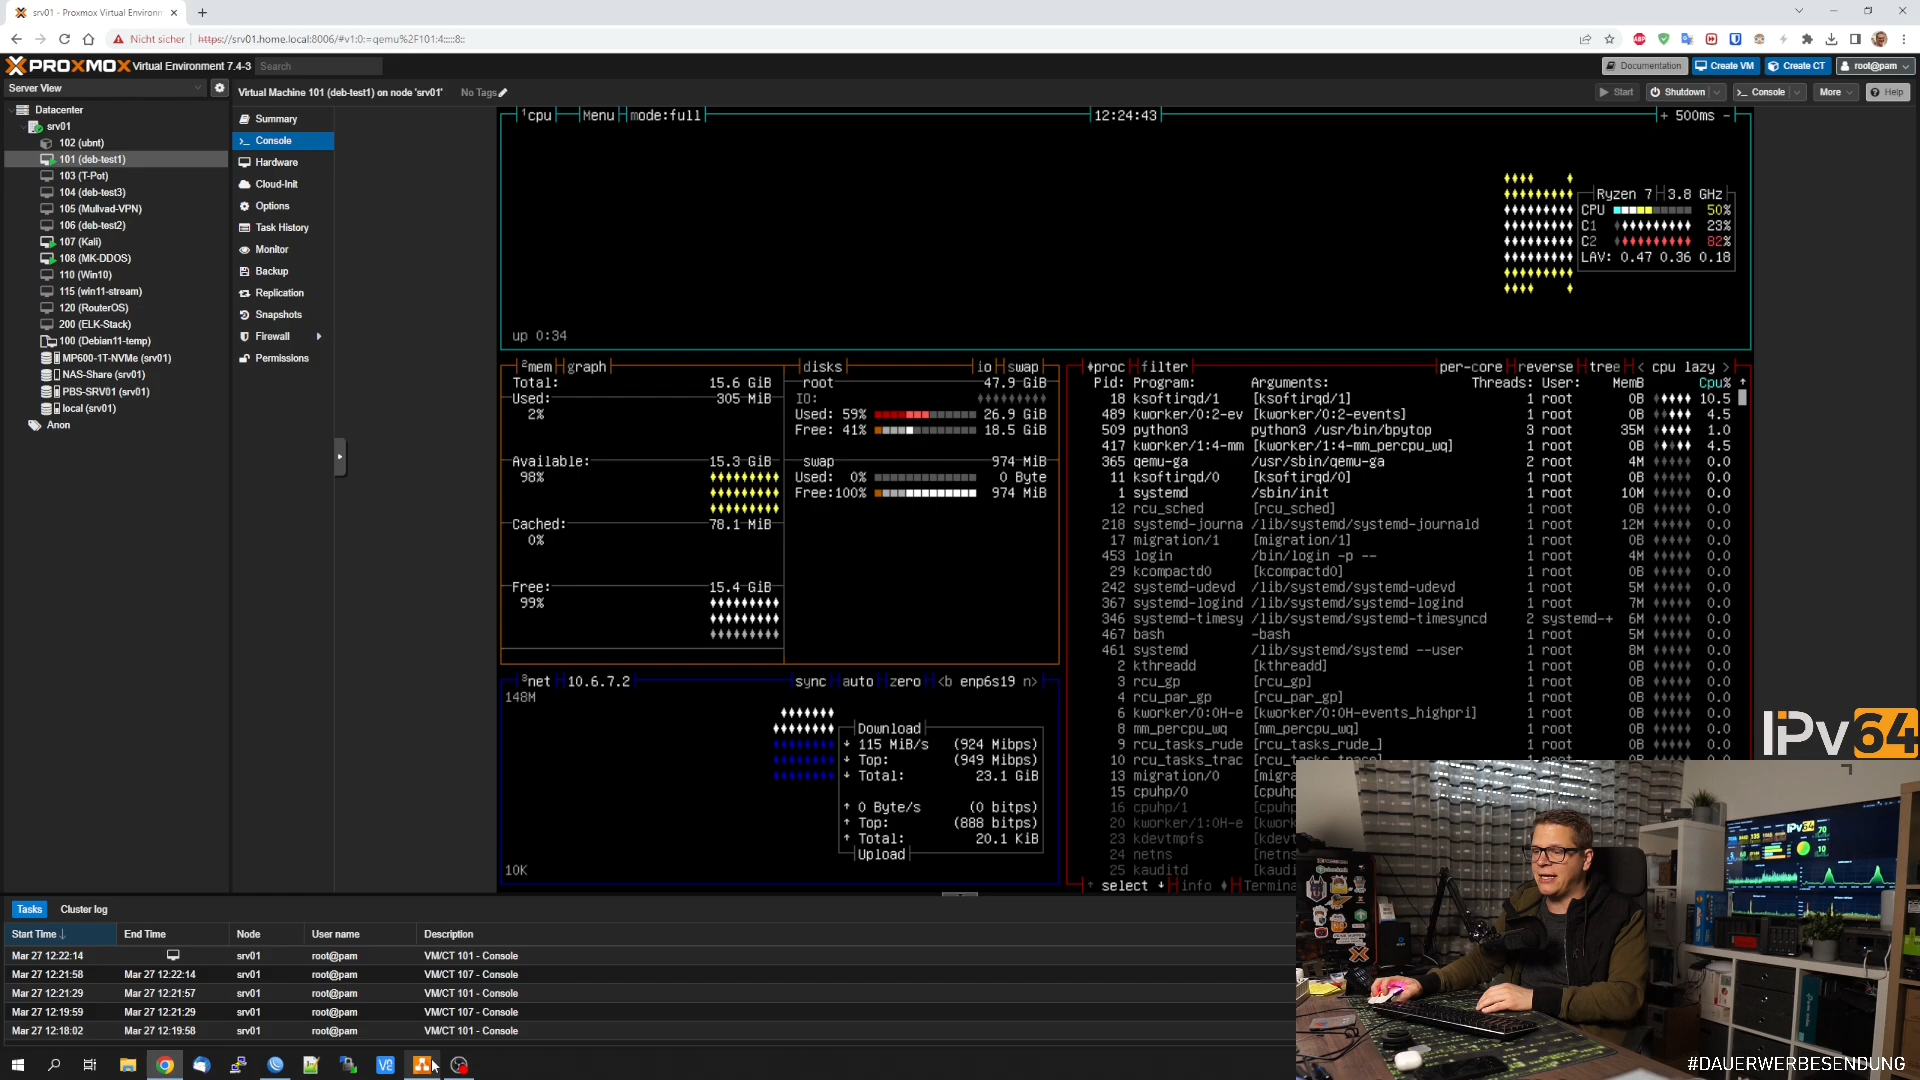 srv01 - Proxmox Virtual Environm
Nicht sicher
https://srv01.home.local:8006/#v1:0:=qemu%2F101:4:::::8::
PROXMOX Virtual Environment 7.4-3
Search
Documentation
Create VM
Create CT
root@pam
Server View
Virtual Machine 101 (deb-test1) on node 'srv01'
No Tags
Start
Shutdown
Console
More
Help
Datacenter
srv01
102 (ubnt)
101 (deb-test1)
103 (T-Pot)
104 (deb-test3)
105 (Mullvad-VPN)
106 (deb-test2)
107 (Kali)
108 (MK-DDOS)
110 (Win10)
115 (win11-stream)
120 (RouterOS)
200 (ELK-Stack)
100 (Debian11-temp)
MP600-1T-NVMe (srv01)
NAS-Share (srv01)
PBS-SRV01 (srv01)
local (srv01)
Anon
Summary
Console
Hardware
Cloud-Init
Options
Task History
Monitor
Backup
Replication
Snapshots
Firewall
Permissions
¹cpu Menu mode:full 12:24:43 + 500ms -
Ryzen 7 3.8 GHz
CPU 50%
C1 23%
C2 82%
LAV: 0.47 0.36 0.18
up 0:34
²mem graph disks io swap
Total: 15.6 GiB
Used: 305 MiB
2%
Available: 15.3 GiB
98%
Cached: 78.1 MiB
0%
Free: 15.4 GiB
99%
root 47.9 GiB
IO:
Used: 59% 26.9 GiB
Free: 41% 18.5 GiB
swap 974 MiB
Used: 0% 0 Byte
Free:100% 974 MiB
³net 10.6.7.2 sync auto zero <b enp6s19 n>
148M
Download
115 MiB/s (924 Mibps)
Top: (949 Mibps)
Total: 23.1 GiB
0 Byte/s (0 bitps)
Top: (888 bitps)
Total: 20.1 KiB
Upload
10K
proc filter per-core reverse tree < cpu lazy >
Pid: Program: Arguments: Threads: User: MemB Cpu%
18 ksoftirqd/1 [ksoftirqd/1] 1 root 0B 10.5
489 kworker/0:2-ev [kworker/0:2-events] 1 root 0B 4.5
509 python3 python3 /usr/bin/bpytop 3 root 35M 1.0
417 kworker/1:4-mm [kworker/1:4-mm_percpu_wq] 1 root 0B 4.5
365 qemu-ga /usr/sbin/qemu-ga 2 root 4M 0.0
11 ksoftirqd/0 [ksoftirqd/0] 1 root 0B 0.0
1 systemd /sbin/init 1 root 10M 0.0
12 rcu_sched [rcu_sched] 1 root 0B 0.0
218 systemd-journa /lib/systemd/systemd-journald 1 root 12M 0.0
17 migration/1 [migration/1] 1 root 0B 0.0
453 login /bin/login -p -- 1 root 4M 0.0
29 kcompactd0 [kcompactd0] 1 root 0B 0.0
242 systemd-udevd /lib/systemd/systemd-udevd 1 root 5M 0.0
367 systemd-logind /lib/systemd/systemd-logind 1 root 7M 0.0
346 systemd-timesy /lib/systemd/systemd-timesyncd 2 systemd-+ 6M 0.0
467 bash -bash 1 root 5M 0.0
461 systemd /lib/systemd/systemd --user 1 root 8M 0.0
2 kthreadd [kthreadd] 1 root 0B 0.0
3 rcu_gp [rcu_gp] 1 root 0B 0.0
4 rcu_par_gp [rcu_par_gp] 1 root 0B 0.0
6 kworker/0:0H-e [kworker/0:0H-events_highpri] 1 root 0B 0.0
8 mm_percpu_wq [mm_percpu_wq] 1 root 0B 0.0
9 rcu_tasks_rude [rcu_tasks_rude_] 1 root 0B 0.0
10 rcu_tasks_trac [rcu_tasks_trace]
13 migration/0 [migra
15 cpuhp/0 [cpuhp
16 cpuhp/1 [cpuhp
20 kworker/1:0H-e [kwork
23 kdevtmpfs [kdevt
24 netns [netns
25 kauditd [kaudi
select info Termina
IPv64
Tasks
Cluster log
Start Time End Time Node User name Description
Mar 27 12:22:14 srv01 root@pam VM/CT 101 - Console
Mar 27 12:21:58 Mar 27 12:22:14 srv01 root@pam VM/CT 101 - Console
Mar 27 12:21:29 Mar 27 12:21:57 srv01 root@pam VM/CT 101 - Console
Mar 27 12:19:59 Mar 27 12:21:29 srv01 root@pam VM/CT 107 - Console
Mar 27 12:18:02 Mar 27 12:19:58 srv01 root@pam VM/CT 101 - Console
#DAUERWERBESENDUNG